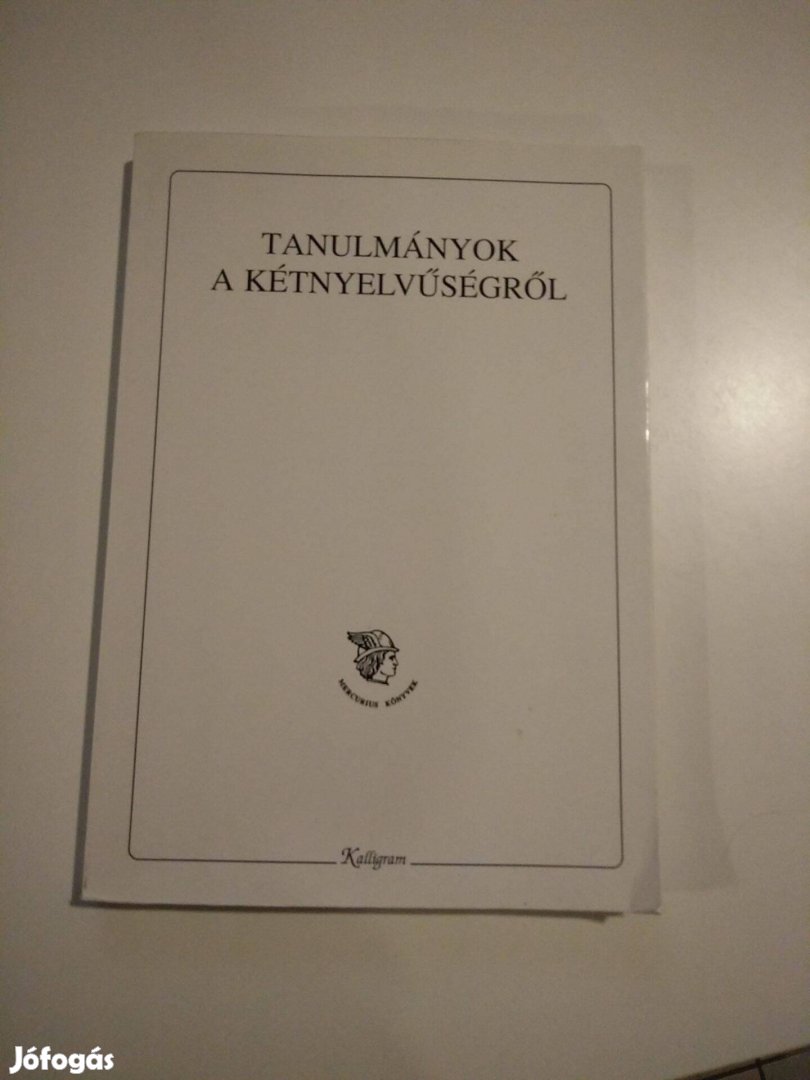 TANULMÁNYOK
A KÉTNYELVŰSÉGRŐL
MERCURIUS KÖNYVEK
Kalligram
Jófogás